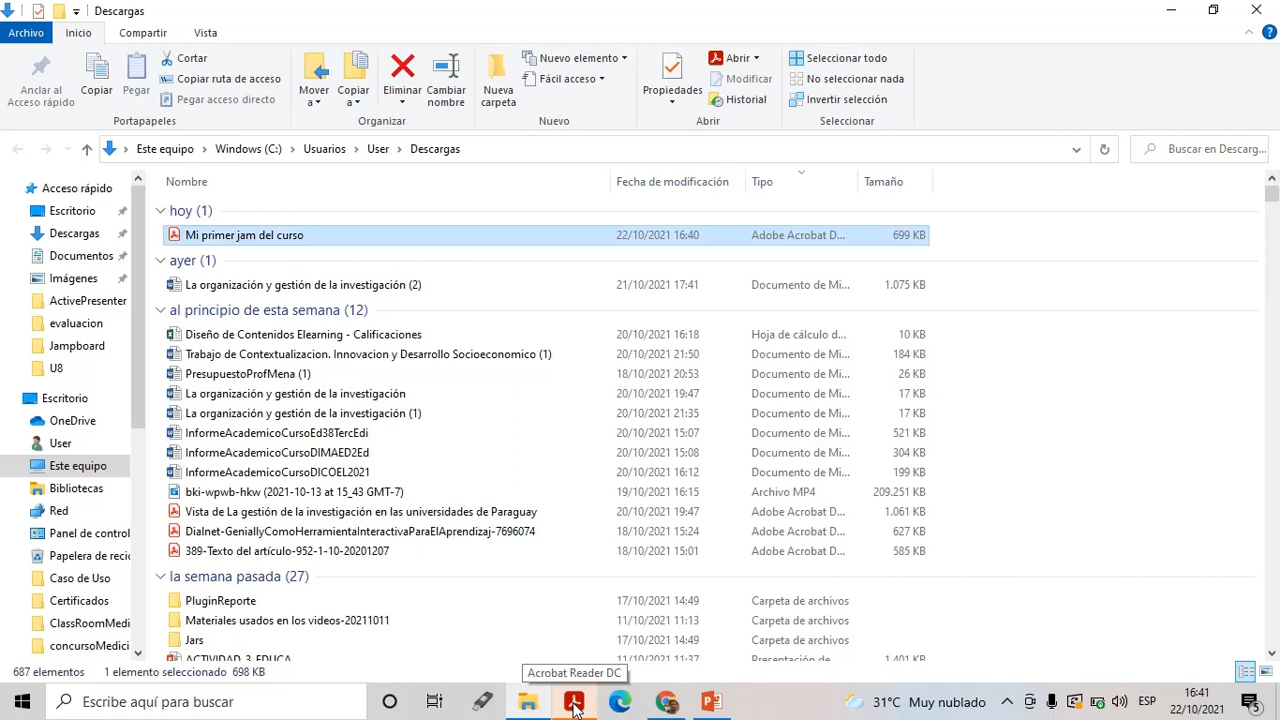 Descargas
Archivo Inicio Compartir Vista
Anclar al Acceso rápido
Copiar
Pegar
Cortar
Copiar ruta de acceso
Pegar acceso directo
Portapapeles
Mover a
Copiar a
Eliminar
Cambiar nombre
Organizar
Nueva carpeta
Nuevo elemento
Fácil acceso
Nuevo
Propiedades
Abrir
Modificar
Historial
Abrir
Seleccionar todo
No seleccionar nada
Invertir selección
Seleccionar
Este equipo > Windows (C:) > Usuarios > User > Descargas
Buscar en Descarg...
Acceso rápido
Escritorio
Descargas
Documentos
Imágenes
ActivePresenter
evaluacion
Jampboard
U8
Escritorio
OneDrive
User
Este equipo
Bibliotecas
Red
Panel de control
Papelera de reci
Caso de Uso
Certificados
ClassRoomMedi
concursoMedici
Nombre Fecha de modificación Tipo Tamaño
hoy (1)
Mi primer jam del curso 22/10/2021 16:40 Adobe Acrobat D... 699 KB
ayer (1)
La organización y gestión de la investigación (2) 21/10/2021 17:41 Documento de Mi... 1.075 KB
al principio de esta semana (12)
Diseño de Contenidos Elearning - Calificaciones 20/10/2021 16:18 Hoja de cálculo d... 10 KB
Trabajo de Contextualizacion. Innovacion y Desarrollo Socioeconomico (1) 20/10/2021 21:50 Documento de Mi... 184 KB
PresupuestoProfMena (1) 18/10/2021 20:53 Documento de Mi... 26 KB
La organización y gestión de la investigación 20/10/2021 19:47 Documento de Mi... 17 KB
La organización y gestión de la investigación (1) 20/10/2021 21:35 Documento de Mi... 17 KB
InformeAcademicoCursoEd38TercEdi 20/10/2021 15:07 Documento de Mi... 521 KB
InformeAcademicoCursoDIMAED2Ed 20/10/2021 15:08 Documento de Mi... 304 KB
InformeAcademicoCursoDICOEL2021 20/10/2021 16:12 Documento de Mi... 199 KB
bki-wpwb-hkw (2021-10-13 at 15_43 GMT-7) 19/10/2021 16:15 Archivo MP4 209.251 KB
Vista de La gestión de la investigación en las universidades de Paraguay 20/10/2021 19:47 Adobe Acrobat D... 1.061 KB
Dialnet-GeniallyComoHerramientaInteractivaParaElAprendizaj-7696074 18/10/2021 15:24 Adobe Acrobat D... 627 KB
389-Texto del artículo-952-1-10-20201207 18/10/2021 15:01 Adobe Acrobat D... 585 KB
la semana pasada (27)
PluginReporte 17/10/2021 14:49 Carpeta de archivos
Materiales usados en los videos-20211011 11/10/2021 11:13 Carpeta de archivos
Jars 17/10/2021 14:49 Carpeta de archivos
ACTIVIDAD_3_EDUCA 11/10/2021 11:37 Presentación de 1.401 KB
687 elementos 1 elemento seleccionado 698 KB
Acrobat Reader DC
Escribe aquí para buscar
31°C Muy nublado
ESP
16:41
22/10/2021
5